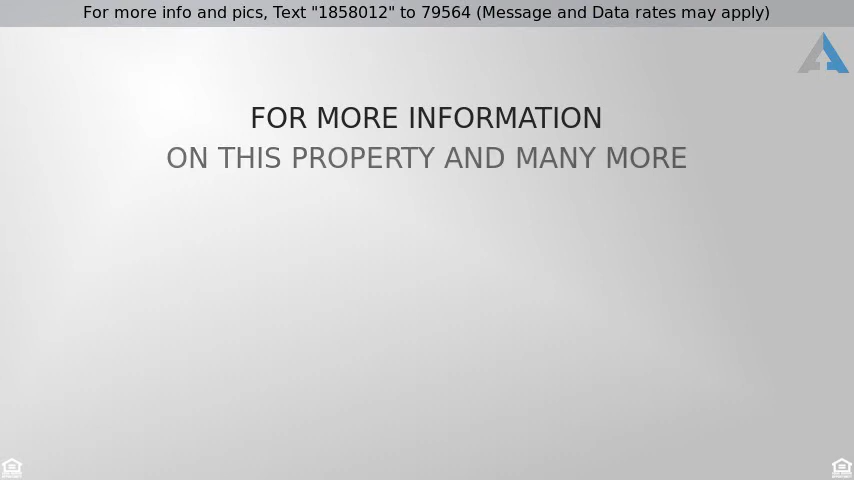 For more info and pics, Text "1858012" to 79564 (Message and Data rates may apply)
FOR MORE INFORMATION
ON THIS PROPERTY AND MANY MORE